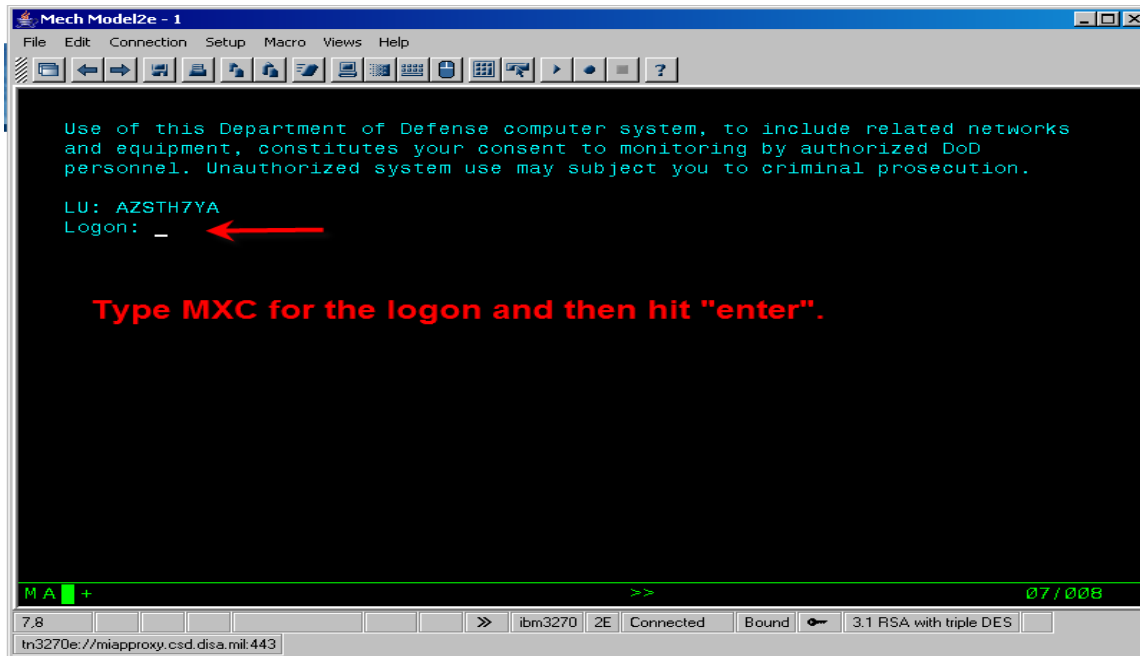 Mech Model2e - 1
File Edit Connection Setup Macro Views Help
?
Use of this Department of Defense computer system, to include related networks
and equipment, constitutes your consent to monitoring by authorized DoD
personnel. Unauthorized system use may subject you to criminal prosecution.
LU: AZSTH7YA
Logon: _
Type MXC for the logon and then hit "enter".
MA + >> 07/008
7,8 >> ibm3270 2E Connected Bound 3.1 RSA with triple DES
tn3270e://miapproxy.csd.disa.mil:443